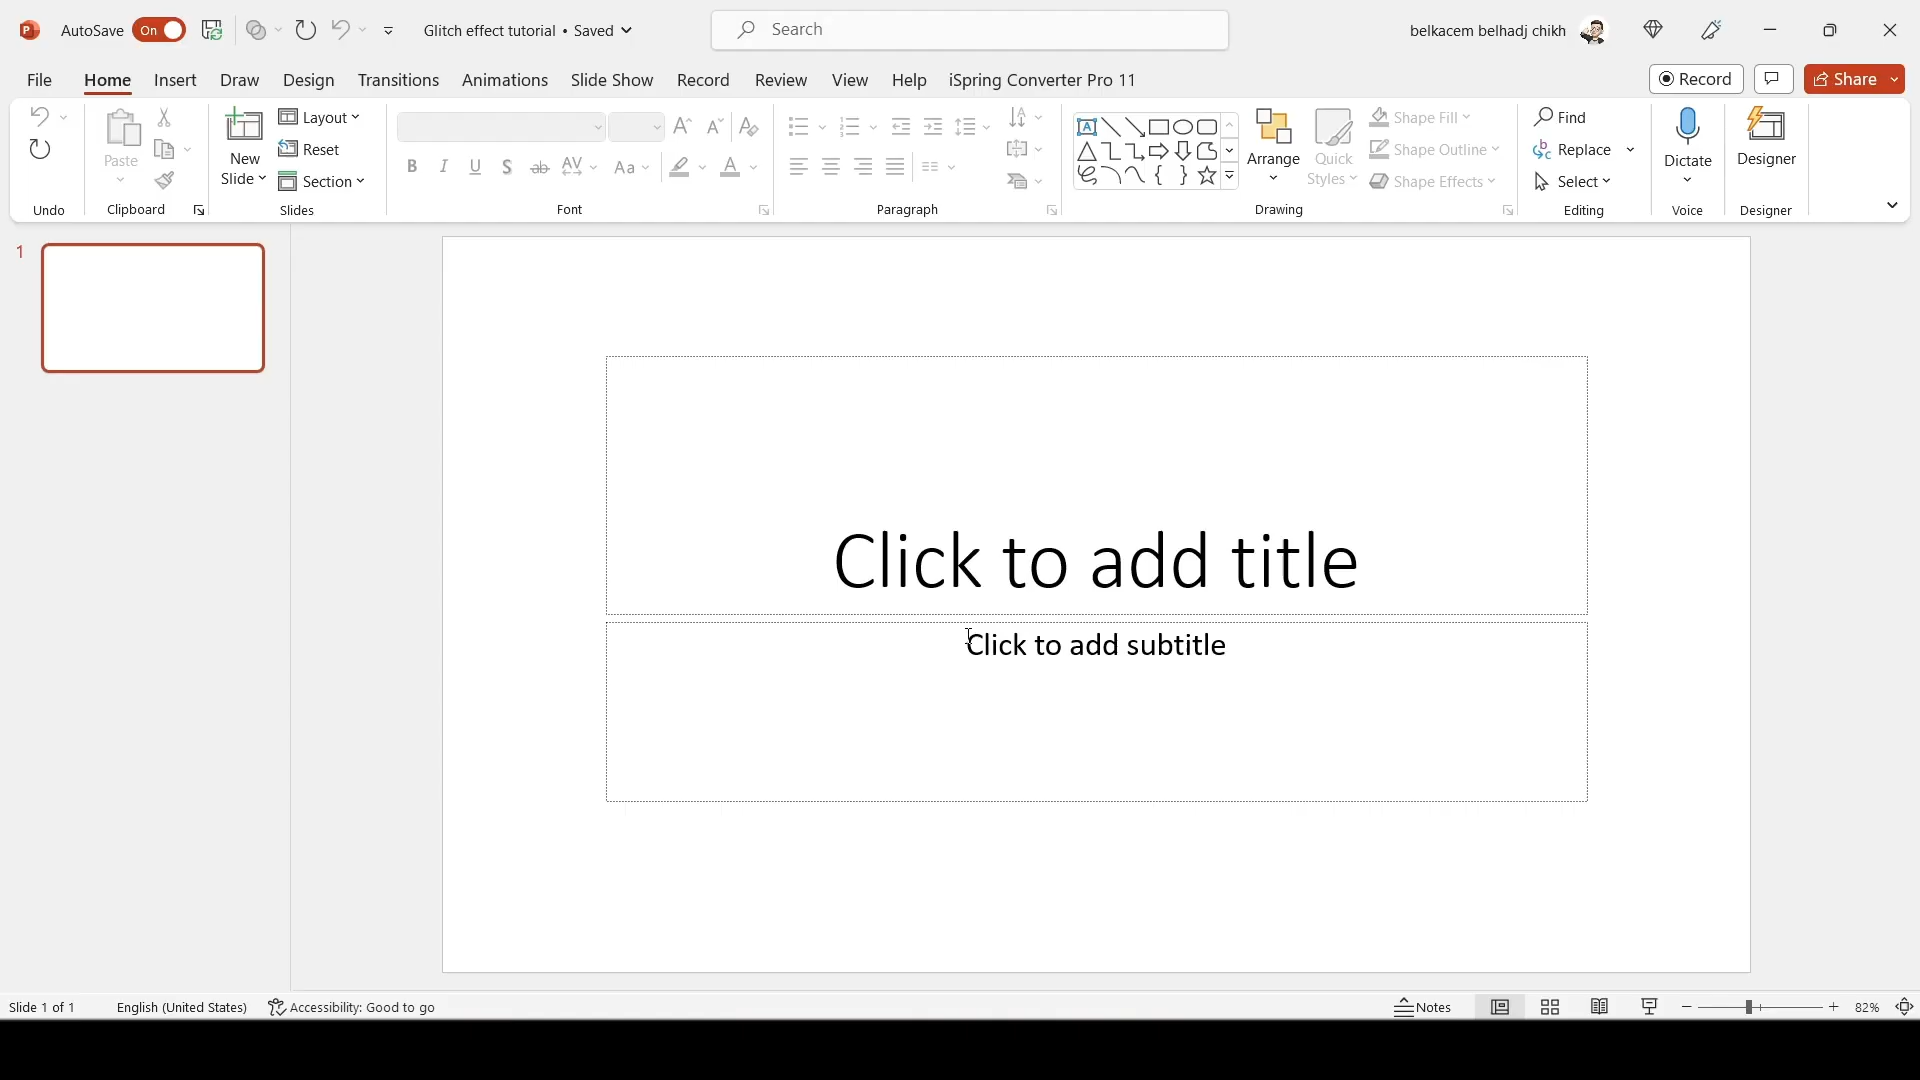 AutoSave On Glitch effect tutorial • Saved Search belkacem belhadj chikh
File Home Insert Draw Design Transitions Animations Slide Show Record Review View Help iSpring Converter Pro 11 Record Share
Paste
New
Slide
Layout
Reset
Section
B I U S ab AV Aa A
Arrange
Quick
Styles
Shape Fill
Shape Outline
Shape Effects
Find
Replace
Select
Dictate
Designer
Undo Clipboard Slides Font Paragraph Drawing Editing Voice Designer
1
Click to add title
Click to add subtitle
Slide 1 of 1 English (United States) Accessibility: Good to go Notes 82%